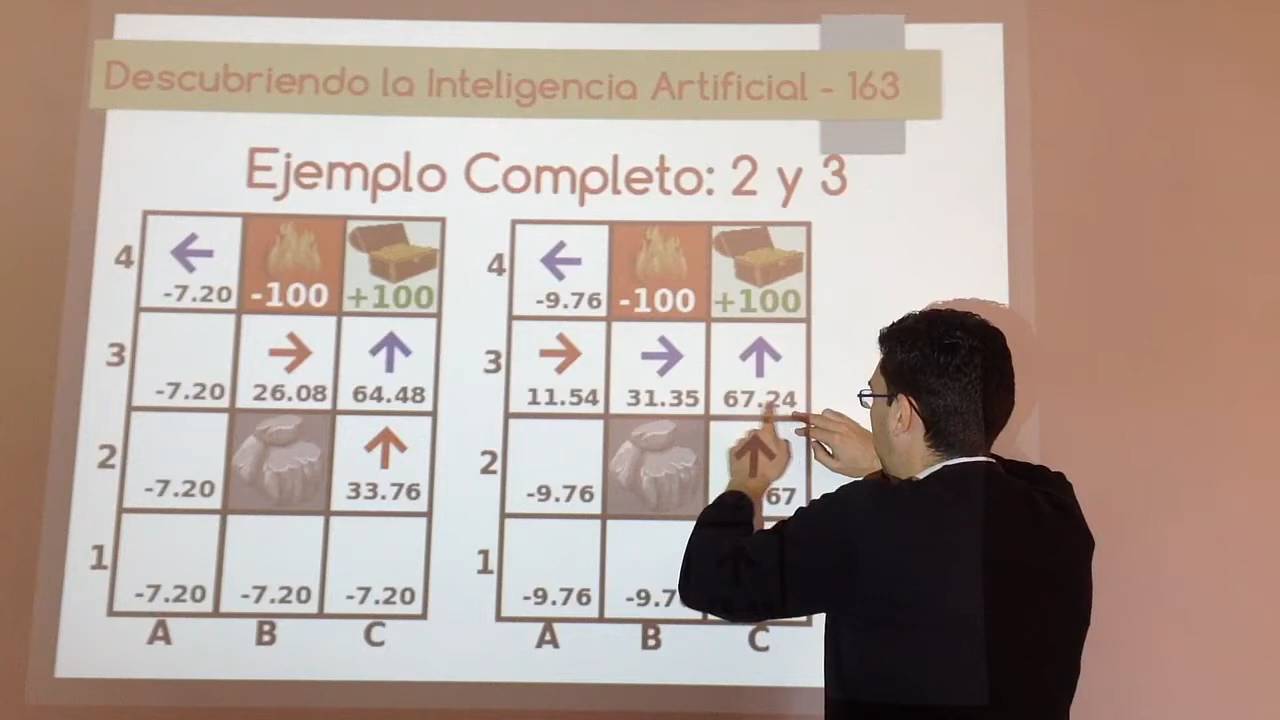 Descubriendo la Inteligencia Artificial - 163
Ejemplo Completo: 2 y 3
4 -7.20 -100 +100
3 -7.20 26.08 64.48
2 -7.20 33.76
1 -7.20 -7.20 -7.20
A B C
4 -9.76 -100 +100
3 11.54 31.35 67.24
2 -9.76 67
1 -9.76
A B C